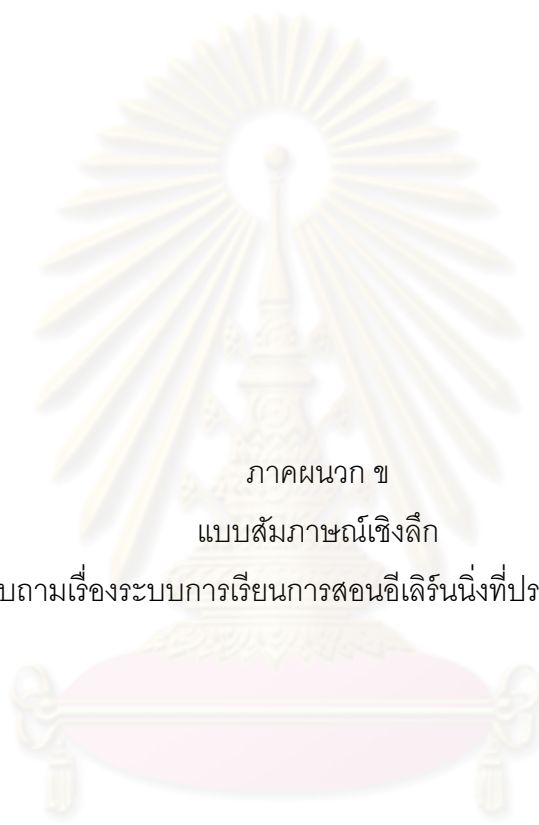 ภาคผนวก ข
แบบสัมภาษณ์เชิงลึก
บถามเรื่องระบบการเรียนการสอนอีเลิร์นนิ่งที่ปร